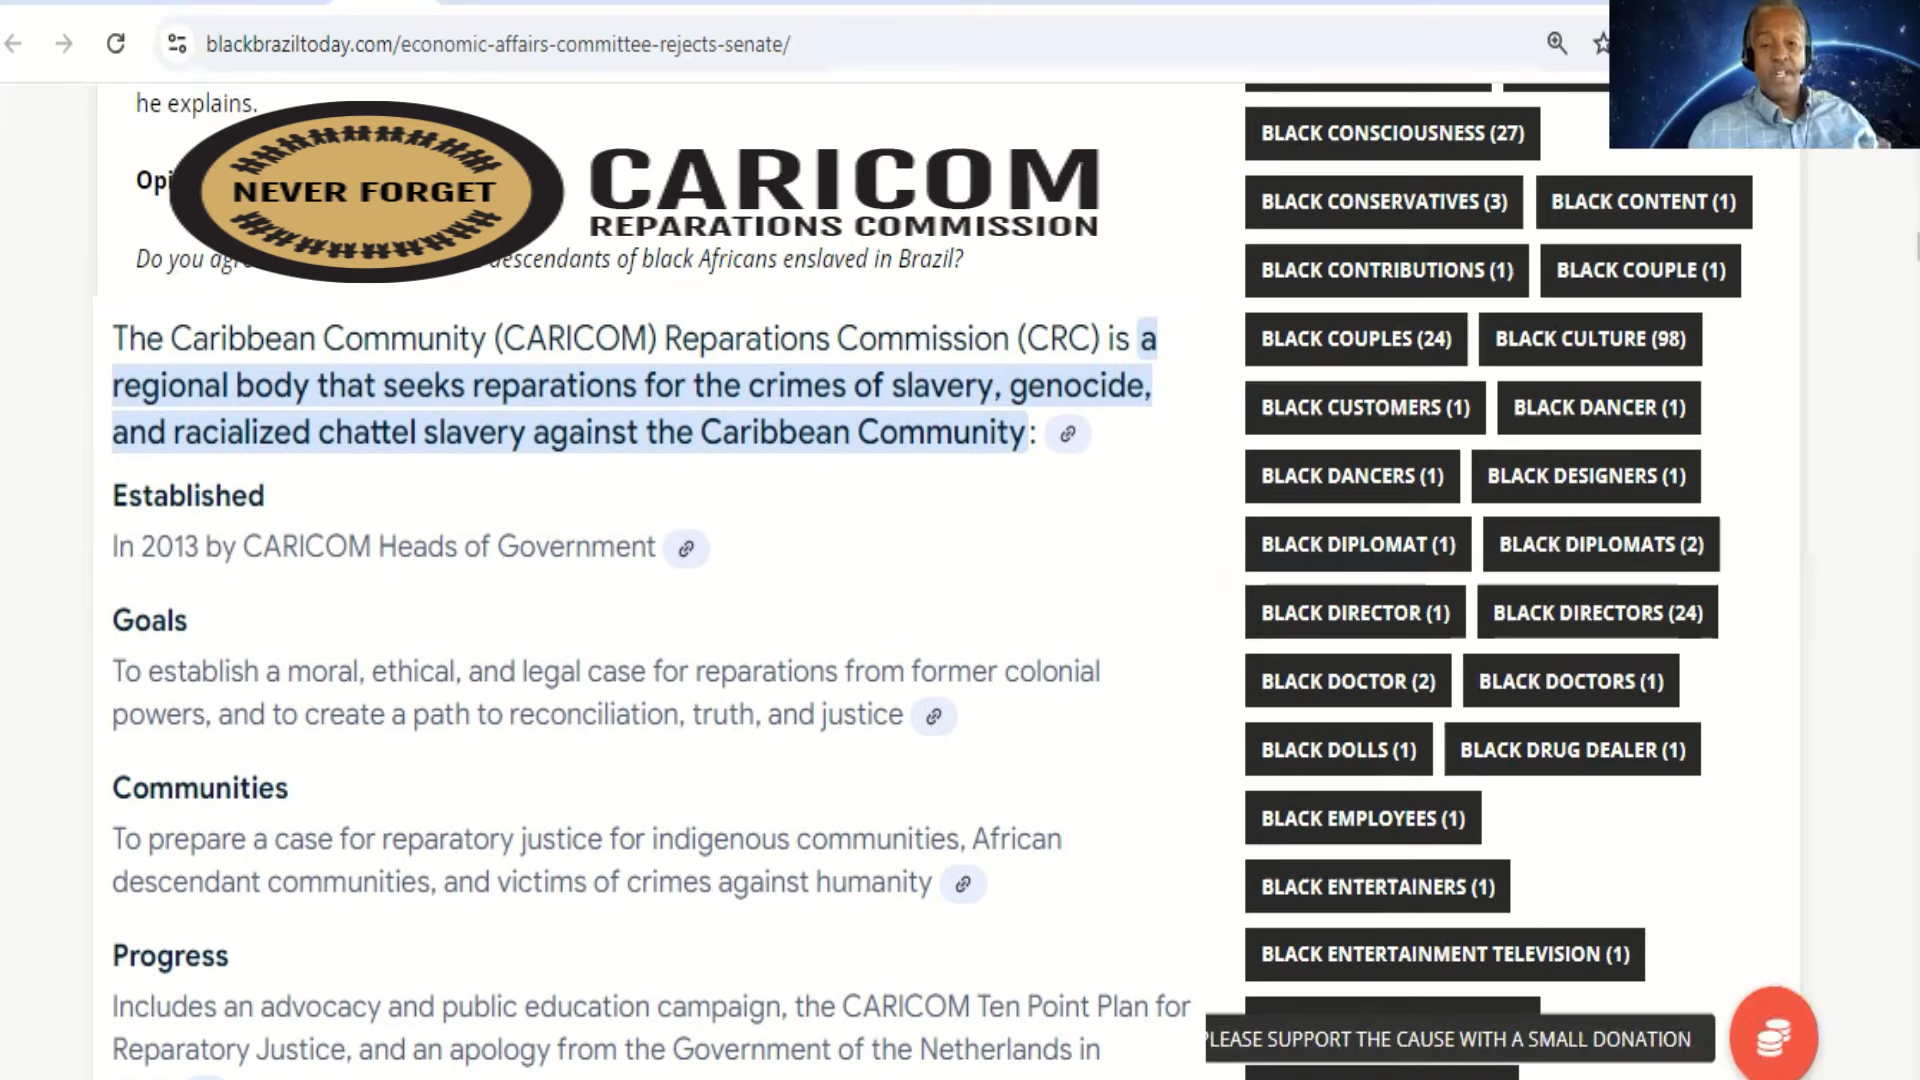 blackbraziltoday.com/economic-affairs-committee-rejects-senate/
he explains.
NEVER FORGET
CARICOM
REPARATIONS COMMISSION
Do you descendants of black Africans enslaved in Brazil?
The Caribbean Community (CARICOM) Reparations Commission (CRC) is a
regional body that seeks reparations for the crimes of slavery, genocide,
and racialized chattel slavery against the Caribbean Community:
Established
In 2013 by CARICOM Heads of Government
Goals
To establish a moral, ethical, and legal case for reparations from former colonial
powers, and to create a path to reconciliation, truth, and justice
Communities
To prepare a case for reparatory justice for indigenous communities, African
descendant communities, and victims of crimes against humanity
Progress
Includes an advocacy and public education campaign, the CARICOM Ten Point Plan for
Reparatory Justice, and an apology from the Government of the Netherlands in
BLACK CONSCIOUSNESS (27)
BLACK CONSERVATIVES (3) BLACK CONTENT (1)
BLACK CONTRIBUTIONS (1) BLACK COUPLE (1)
BLACK COUPLES (24) BLACK CULTURE (98)
BLACK CUSTOMERS (1) BLACK DANCER (1)
BLACK DANCERS (1) BLACK DESIGNERS (1)
BLACK DIPLOMAT (1) BLACK DIPLOMATS (2)
BLACK DIRECTOR (1) BLACK DIRECTORS (24)
BLACK DOCTOR (2) BLACK DOCTORS (1)
BLACK DOLLS (1) BLACK DRUG DEALER (1)
BLACK EMPLOYEES (1)
BLACK ENTERTAINERS (1)
BLACK ENTERTAINMENT TELEVISION (1)
LEASE SUPPORT THE CAUSE WITH A SMALL DONATION